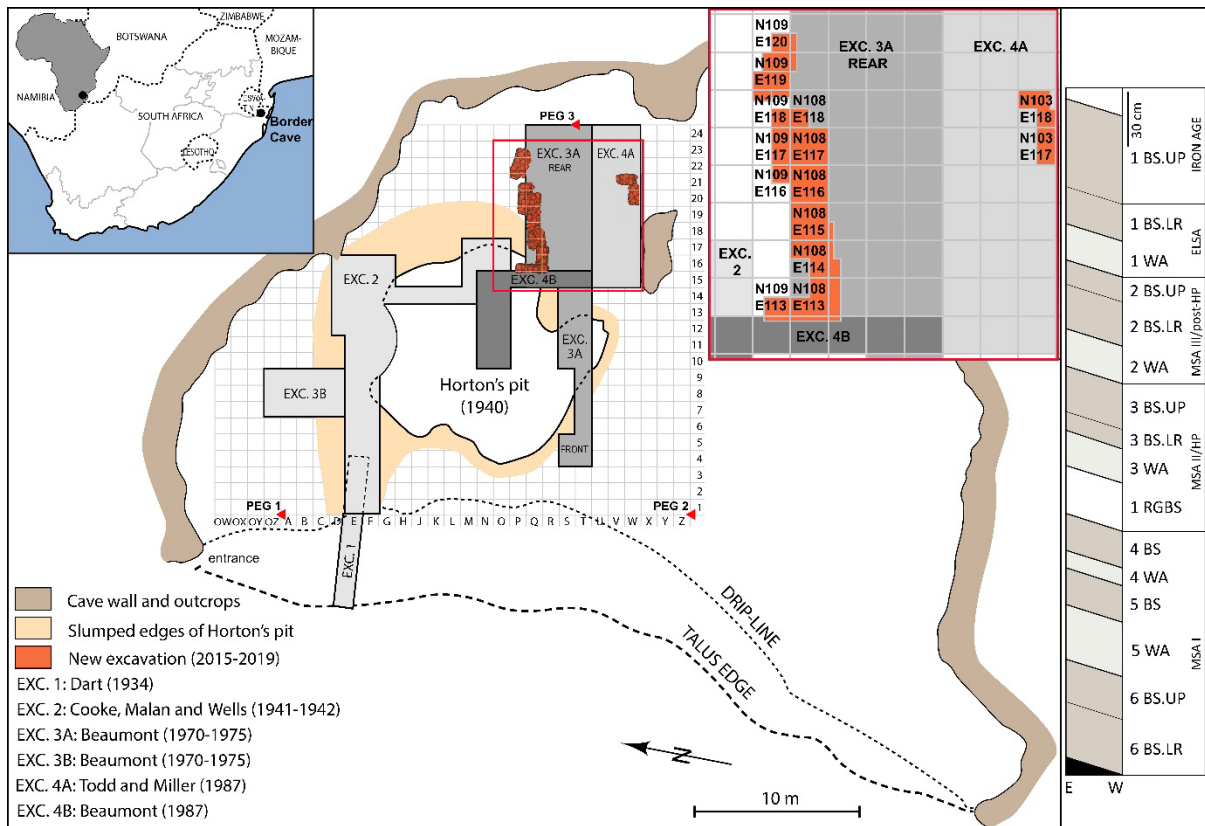 ZIMBABWE
BOTSWANA
MOZAM-
BIQUE
NAMIBIA
ESWA.
SOUTH AFRICA
Border
Cave
LESOTHO
PEG 3
EXC. 3A
REAR
EXC. 4A
24
23
22
21
20
19
18
17
16
15
14
13
12
11
10
9
8
7
6
5
4
3
2
1
EXC. 2
EXC. 4B
EXC.
3A
EXC. 3B
Horton's pit
(1940)
FRONT
PEG 1
PEG 2
OW OX OY OZ A B C D E F G H J K L M N O P Q R S T U V W X Y Z
entrance
EXC. 1
DRIP-LINE
TALUS EDGE
Cave wall and outcrops
Slumped edges of Horton's pit
New excavation (2015-2019)
EXC. 1: Dart (1934)
EXC. 2: Cooke, Malan and Wells (1941-1942)
EXC. 3A: Beaumont (1970-1975)
EXC. 3B: Beaumont (1970-1975)
EXC. 4A: Todd and Miller (1987)
EXC. 4B: Beaumont (1987)
N
10 m
N109
E120
EXC. 3A
REAR
EXC. 4A
N109
E119
N109 N108
E118 E118
N103
E118
N109 N108
E117 E117
N103
E117
N109 N108
E116 E116
N108
E115
EXC.
2
N108
E114
N109 N108
E113 E113
EXC. 4B
30 cm
1 BS.UP
IRON AGE
1 BS.LR
1 WA
ELSA
2 BS.UP
2 BS.LR
2 WA
MSA III/post-HP
3 BS.UP
3 BS.LR
3 WA
1 RGBS
MSA II/HP
4 BS
4 WA
5 BS
5 WA
6 BS.UP
6 BS.LR
MSA I
E W